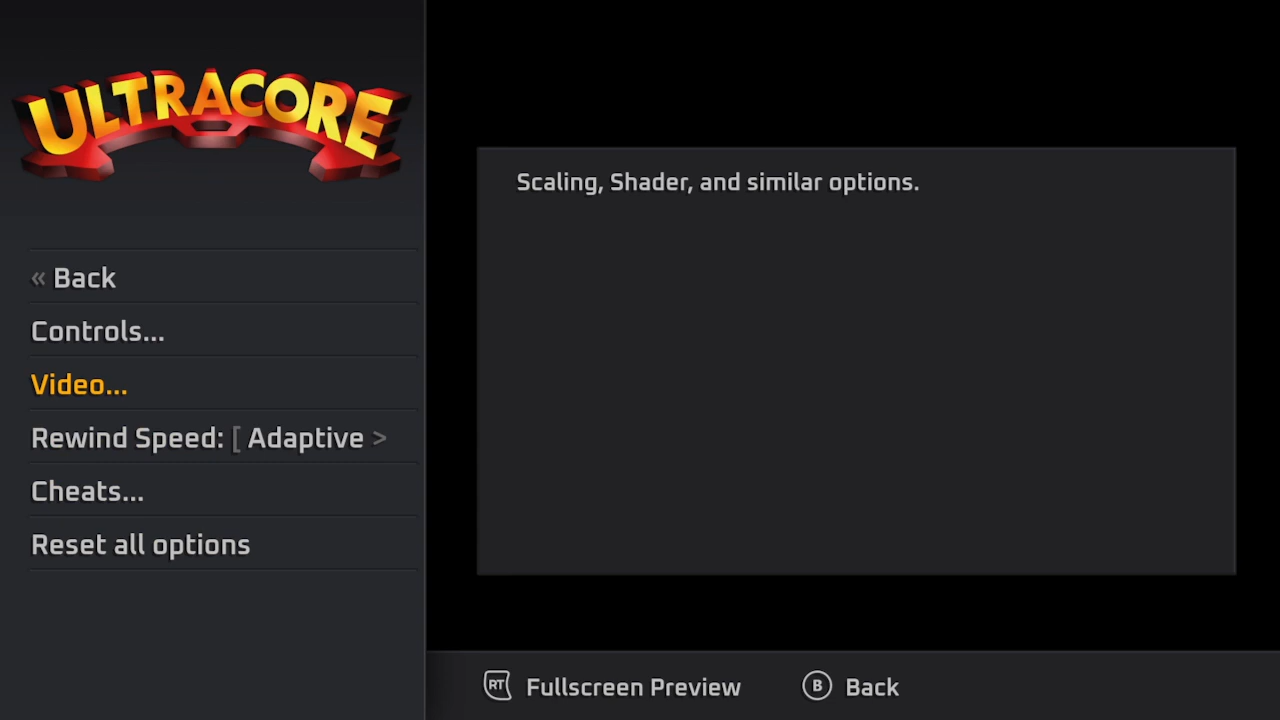 ULTRACORE
« Back
Controls...
Video...
Rewind Speed: [ Adaptive >
Cheats...
Reset all options
Scaling, Shader, and similar options.
RT Fullscreen Preview
B Back